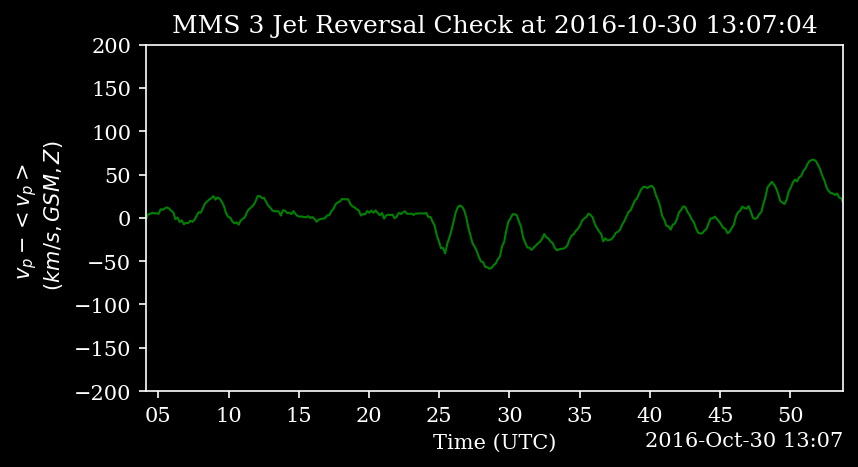 MMS 3 Jet Reversal Check at 2016-10-30 13:07:04
200
150
100
50
0
−50
−100
−150
−200
v_p − < v_p >
(km/s, GSM, Z)
05 10 15 20 25 30 35 40 45 50
Time (UTC)
2016-Oct-30 13:07